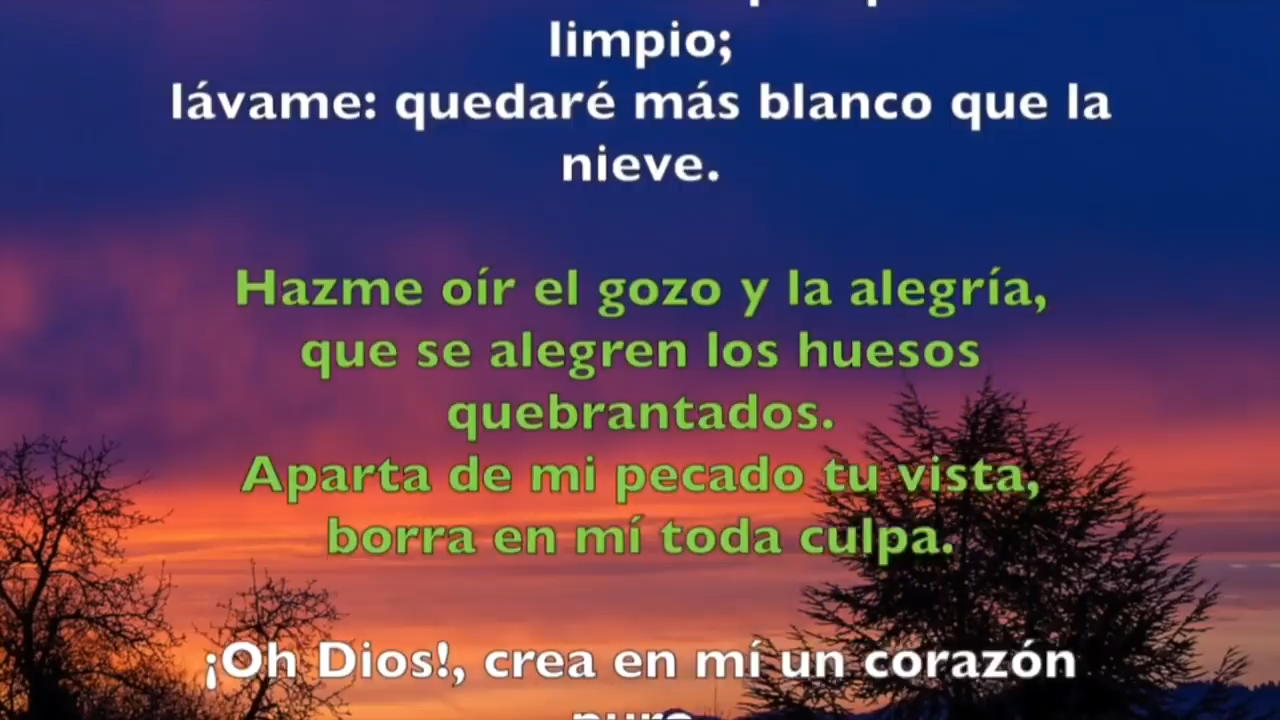 limpio;
lávame: quedaré más blanco que la
nieve.
Hazme oír el gozo y la alegría,
que se alegren los huesos
quebrantados.
Aparta de mi pecado tu vista,
borra en mí toda culpa.
¡Oh Dios!, crea en mí un corazón